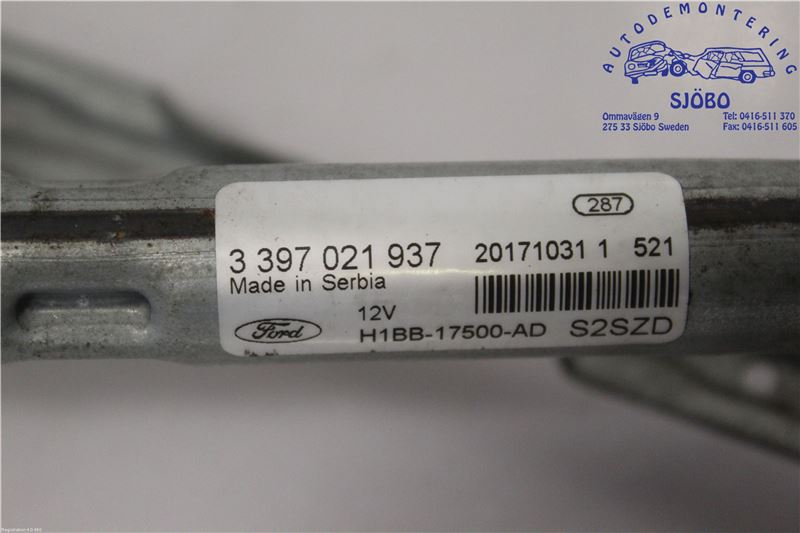 AUTODEMONTERING
SJÖBO
Ommavägen 9 Tel: 0416-511 370
275 33 Sjöbo Sweden Fax: 0416-511 605
287
3 397 021 937 20171031 1 521
Made in Serbia
12V
Ford H1BB-17500-AD S2SZD